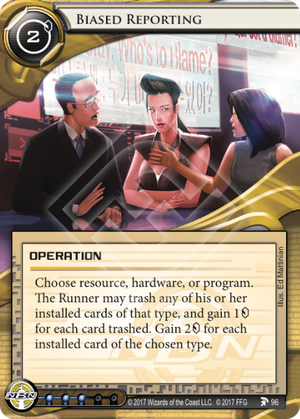 2
BIASED REPORTING
Who's to Blame?
OPERATION
Choose resource, hardware, or program.
The Runner may trash any of his or her
installed cards of that type, and gain 1
for each card trashed. Gain 2 for each
installed card of the chosen type.
Illus. Ed Mattinian
NBN
© 2017 Wizards of the Coast LLC. © 2017 FFG
96